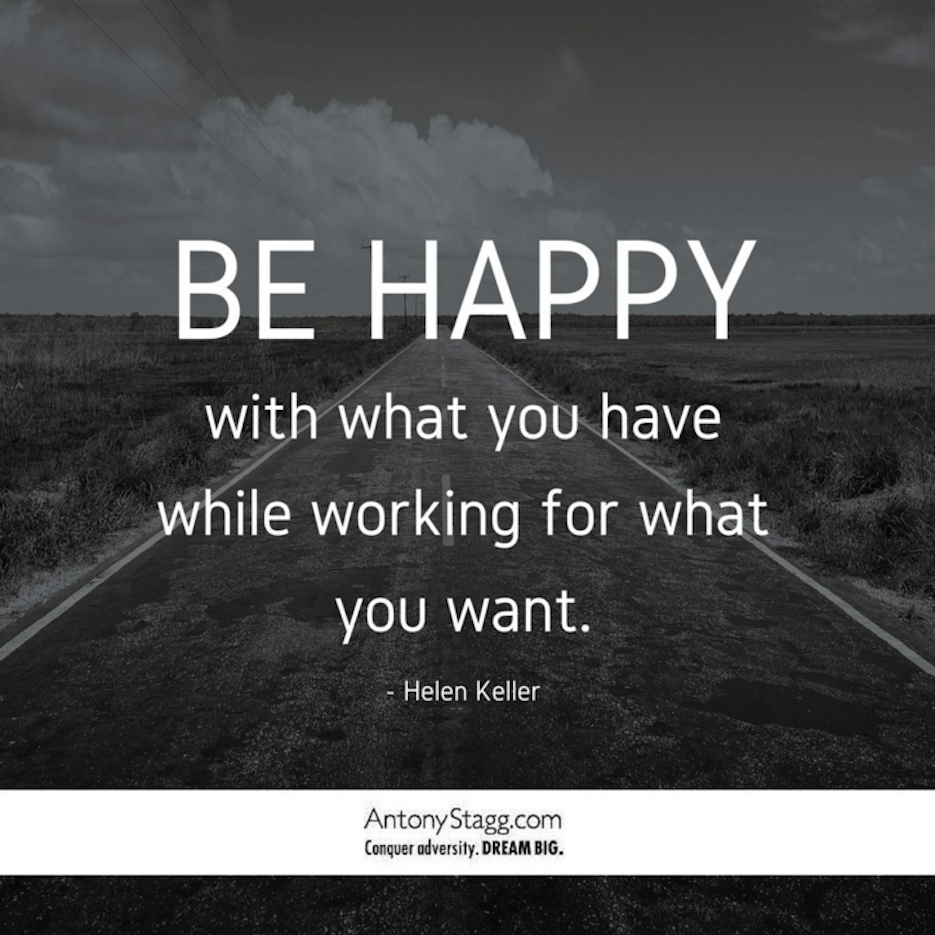 BE HAPPY
with what you have
while working for what
you want.
- Helen Keller
AntonyStagg.com
Conquer adversity. DREAM BIG.